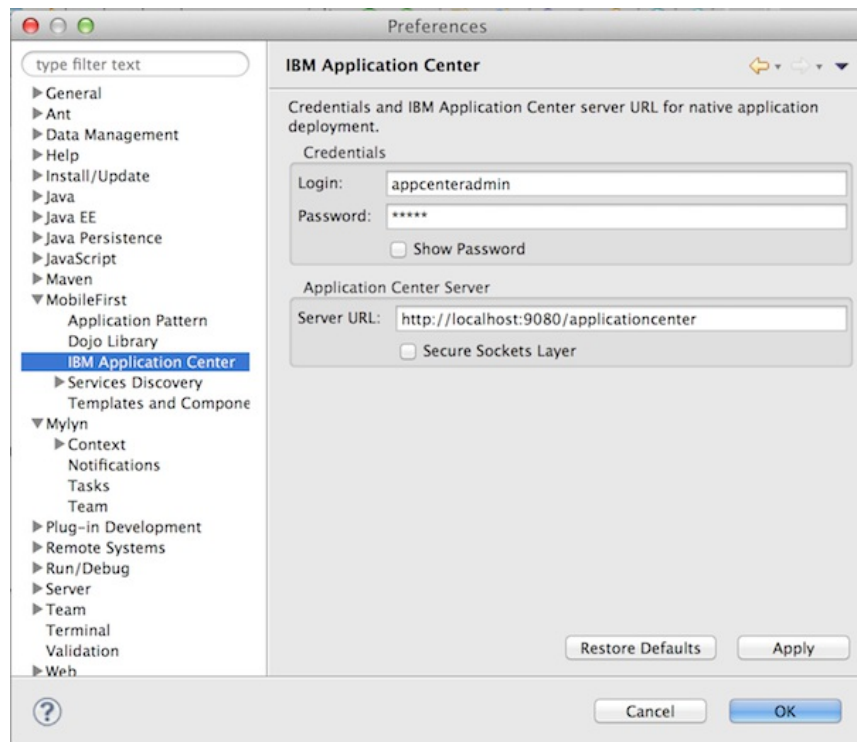 Preferences
type filter text
General
Ant
Data Management
Help
Install/Update
Java
Java EE
Java Persistence
JavaScript
Maven
MobileFirst
Application Pattern
Dojo Library
IBM Application Center
Services Discovery
Templates and Compone
Mylyn
Context
Notifications
Tasks
Team
Plug-in Development
Remote Systems
Run/Debug
Server
Team
Terminal
Validation
Web
IBM Application Center
Credentials and IBM Application Center server URL for native application
deployment.
Credentials
Login: appcenteradmin
Password: *****
Show Password
Application Center Server
Server URL: http://localhost:9080/applicationcenter
Secure Sockets Layer
Restore Defaults Apply
? Cancel OK